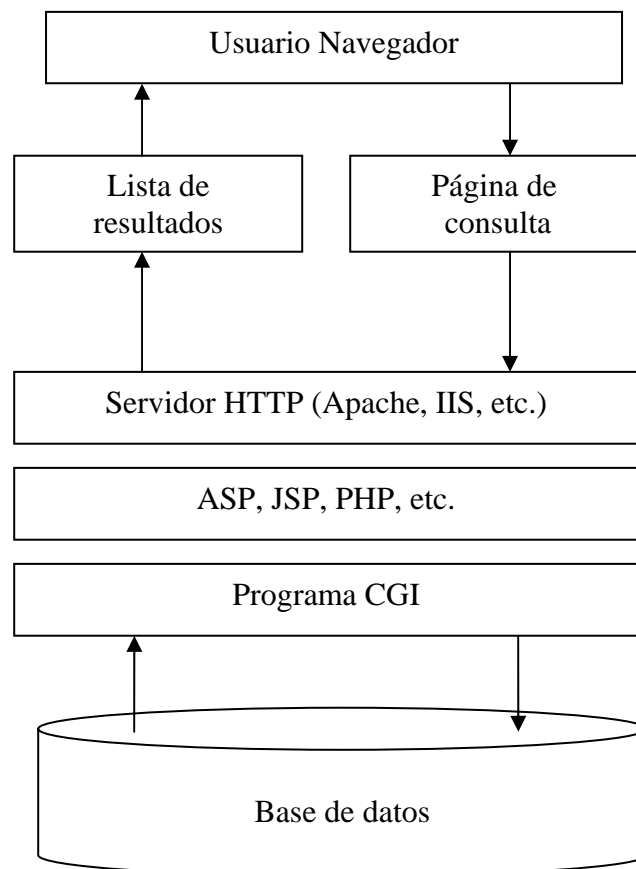 Usuario Navegador
Lista de
resultados
Página de
consulta
Servidor HTTP (Apache, IIS, etc.)
ASP, JSP, PHP, etc.
Programa CGI
Base de datos